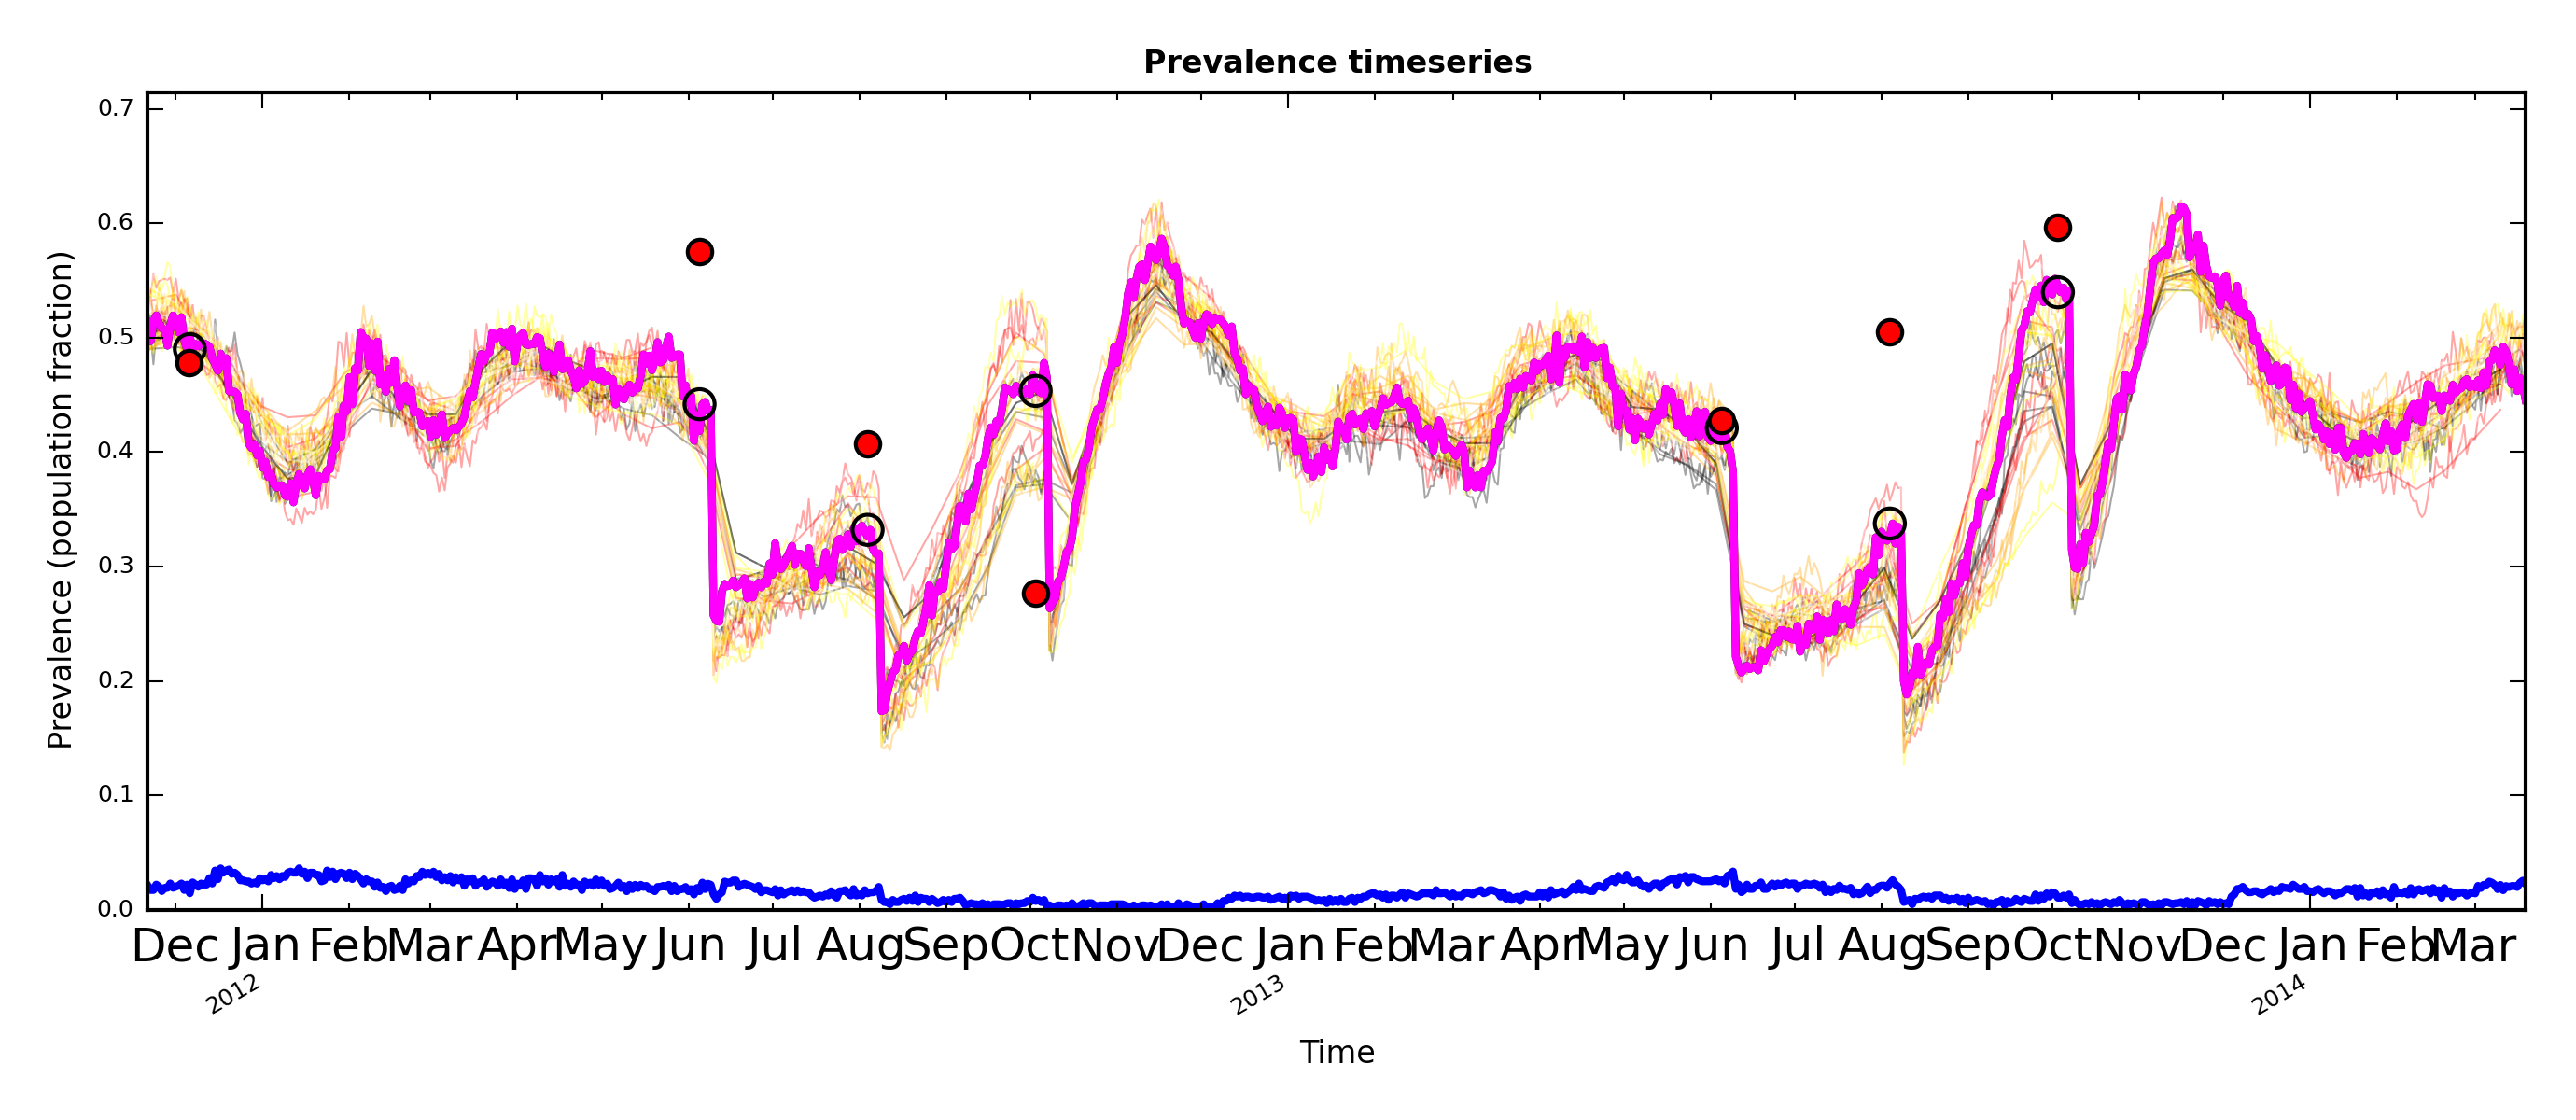 Prevalence timeseries
Prevalence (population fraction)
0.7
0.6
0.5
0.4
0.3
0.2
0.1
0.0
Dec Jan Feb Mar Apr May Jun Jul Aug Sep Oct Nov Dec Jan Feb Mar Apr May Jun Jul Aug Sep Oct Nov Dec Jan Feb Mar
2012 2013 2014
Time